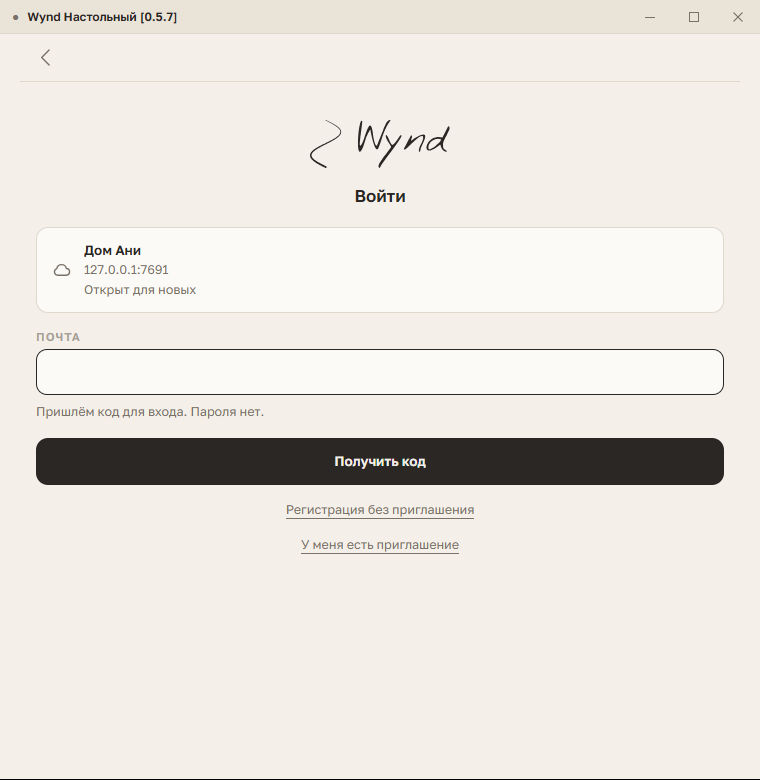 Wynd Настольный [0.5.7]
Wynd
Войти
Дом Ани
127.0.0.1:7691
Открыт для новых
ПОЧТА
Пришлём код для входа. Пароля нет.
Получить код
Регистрация без приглашения
У меня есть приглашение